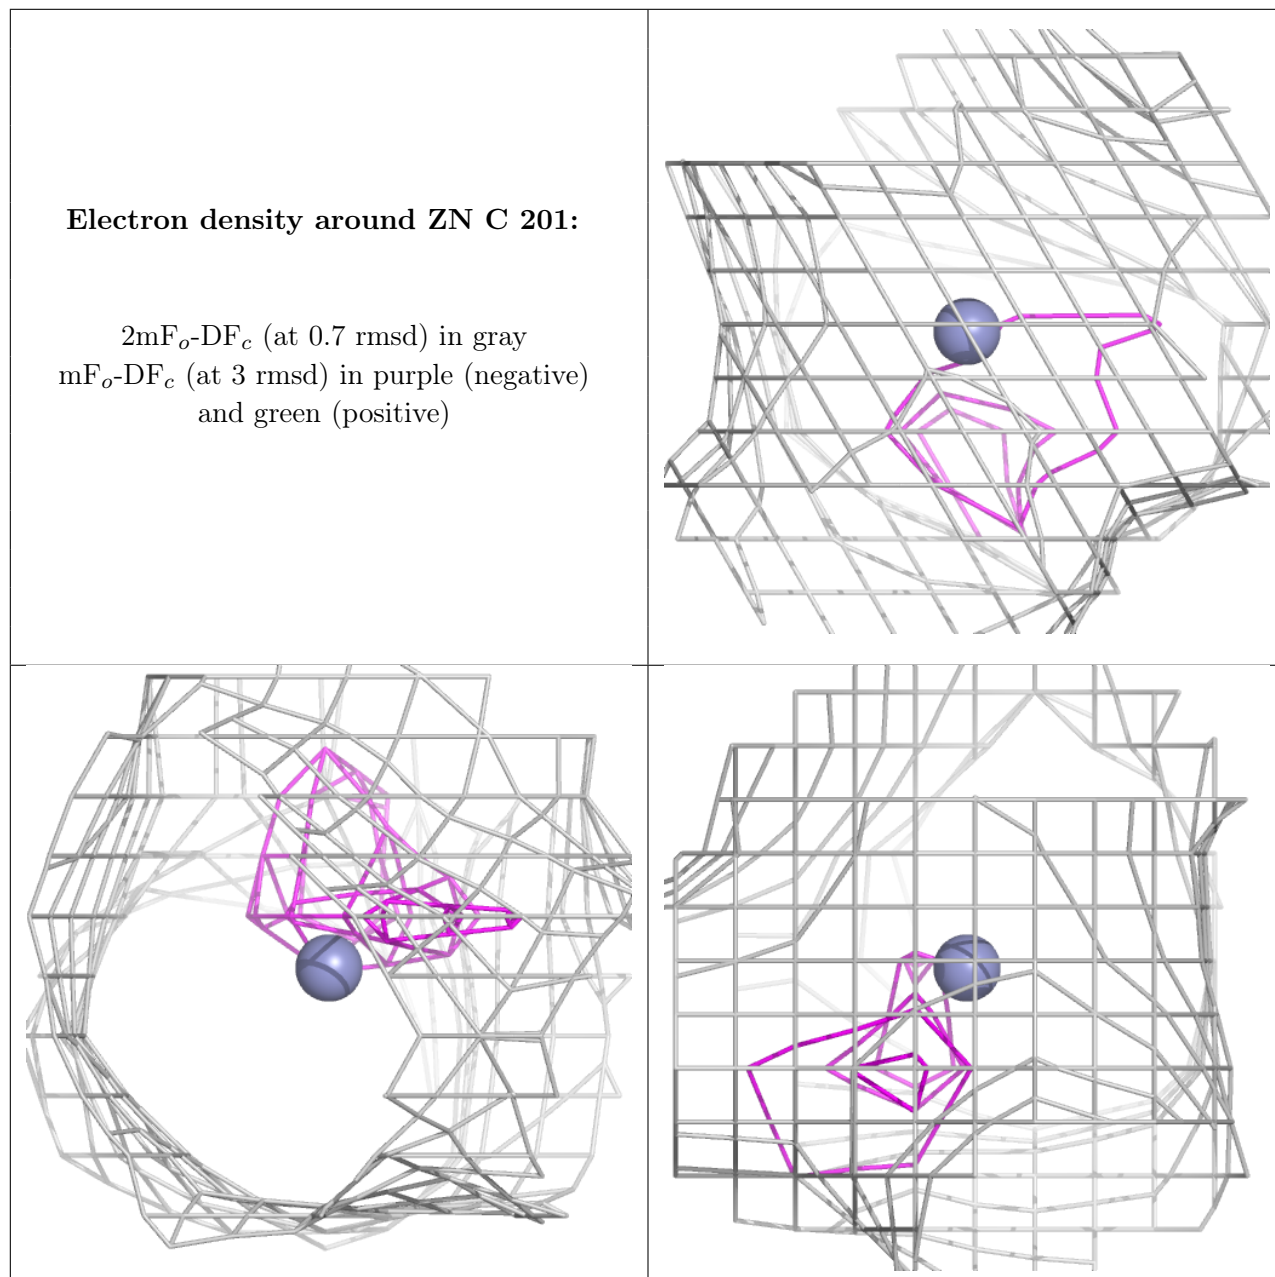 Electron density around ZN C 201:
2mFₒ-DF𝒸 (at 0.7 rmsd) in gray
mFₒ-DF𝒸 (at 3 rmsd) in purple (negative)
and green (positive)